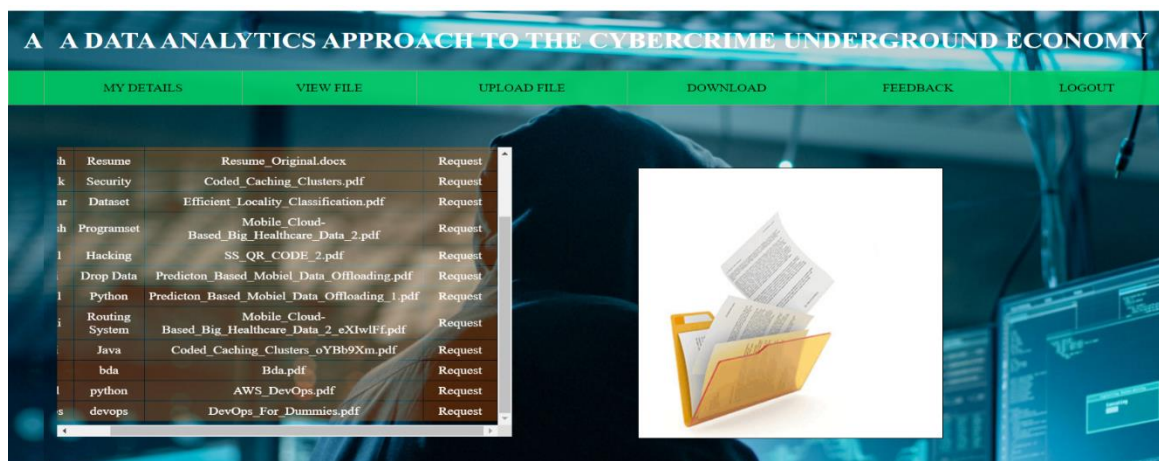 A A DATA ANALYTICS APPROACH TO THE CYBERCRIME UNDERGROUND ECONOMY
MY DETAILS VIEW FILE UPLOAD FILE DOWNLOAD FEEDBACK LOGOUT
sh Resume Resume_Original.docx Request
k Security Coded_Caching_Clusters.pdf Request
ar Dataset Efficient_Locality_Classification.pdf Request
sh Programset Mobile_Cloud-
Based_Big_Healthcare_Data_2.pdf Request
l Hacking SS_QR_CODE_2.pdf Request
Drop Data Predicton_Based_Mobiel_Data_Offloading.pdf Request
l Python Predicton_Based_Mobiel_Data_Offloading_1.pdf Request
i Routing
System Mobile_Cloud-
Based_Big_Healthcare_Data_2_eXIwlFf.pdf Request
Java Coded_Caching_Clusters_oYBb9Xm.pdf Request
bda Bda.pdf Request
l python AWS_DevOps.pdf Request
s devops DevOps_For_Dummies.pdf Request